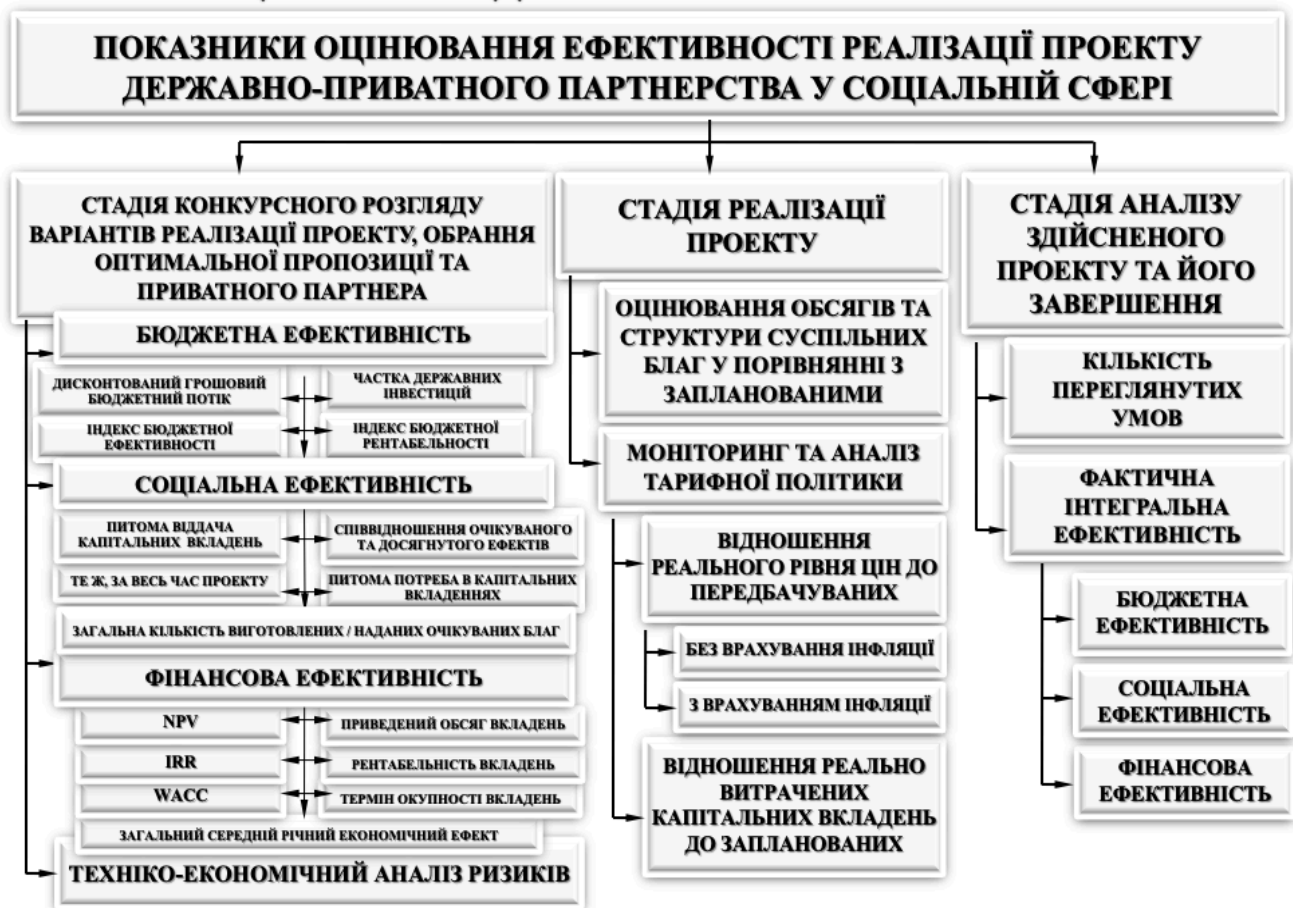 ПОКАЗНИКИ ОЦІНЮВАННЯ ЕФЕКТИВНОСТІ РЕАЛІЗАЦІЇ ПРОЕКТУ
ДЕРЖАВНО-ПРИВАТНОГО ПАРТНЕРСТВА У СОЦІАЛЬНІЙ СФЕРІ
СТАДІЯ КОНКУРСНОГО РОЗГЛЯДУ
ВАРІАНТІВ РЕАЛІЗАЦІЇ ПРОЕКТУ, ОБРАННЯ
ОПТИМАЛЬНОЇ ПРОПОЗИЦІЇ ТА
ПРИВАТНОГО ПАРТНЕРА
БЮДЖЕТНА ЕФЕКТИВНІСТЬ
ДИСКОНТОВАНИЙ ГРОШОВИЙ
БЮДЖЕТНИЙ ПОТІК
ЧАСТКА ДЕРЖАВНИХ
ІНВЕСТИЦІЙ
ІНДЕКС БЮДЖЕТНОЇ
ЕФЕКТИВНОСТІ
ІНДЕКС БЮДЖЕТНОЇ
РЕНТАБЕЛЬНОСТІ
СОЦІАЛЬНА ЕФЕКТИВНІСТЬ
ПИТОМА ВІДДАЧА
КАПІТАЛЬНИХ ВКЛАДЕНЬ
СПІВВІДНОШЕННЯ ОЧІКУВАНОГО
ТА ДОСЯГНУТОГО ЕФЕКТІВ
ТЕ Ж, ЗА ВЕСЬ ЧАС ПРОЕКТУ
ПИТОМА ПОТРЕБА В КАПІТАЛЬНИХ
ВКЛАДЕННЯХ
ЗАГАЛЬНА КІЛЬКІСТЬ ВИГОТОВЛЕНИХ / НАДАНИХ ОЧІКУВАНИХ БЛАГ
ФІНАНСОВА ЕФЕКТИВНІСТЬ
NPV
ПРИВЕДЕНИЙ ОБСЯГ ВКЛАДЕНЬ
IRR
РЕНТАБЕЛЬНІСТЬ ВКЛАДЕНЬ
WACC
ТЕРМІН ОКУПНОСТІ ВКЛАДЕНЬ
ЗАГАЛЬНИЙ СЕРЕДНІЙ РІЧНИЙ ЕКОНОМІЧНИЙ ЕФЕКТ
ТЕХНІКО-ЕКОНОМІЧНИЙ АНАЛІЗ РИЗИКІВ
СТАДІЯ РЕАЛІЗАЦІЇ
ПРОЕКТУ
ОЦІНЮВАННЯ ОБСЯГІВ ТА
СТРУКТУРИ СУСПІЛЬНИХ
БЛАГ У ПОРІВНЯННІ З
ЗАПЛАНОВАНИМИ
МОНІТОРИНГ ТА АНАЛІЗ
ТАРИФНОЇ ПОЛІТИКИ
ВІДНОШЕННЯ
РЕАЛЬНОГО РІВНЯ ЦІН ДО
ПЕРЕДБАЧУВАНИХ
БЕЗ ВРАХУВАННЯ ІНФЛЯЦІЇ
З ВРАХУВАННЯМ ІНФЛЯЦІЇ
ВІДНОШЕННЯ РЕАЛЬНО
ВИТРАЧЕНИХ
КАПІТАЛЬНИХ ВКЛАДЕНЬ
ДО ЗАПЛАНОВАНИХ
СТАДІЯ АНАЛІЗУ
ЗДІЙСНЕНОГО
ПРОЕКТУ ТА ЙОГО
ЗАВЕРШЕННЯ
КІЛЬКІСТЬ
ПЕРЕГЛЯНУТИХ
УМОВ
ФАКТИЧНА
ІНТЕГРАЛЬНА
ЕФЕКТИВНІСТЬ
БЮДЖЕТНА
ЕФЕКТИВНІСТЬ
СОЦІАЛЬНА
ЕФЕКТИВНІСТЬ
ФІНАНСОВА
ЕФЕКТИВНІСТЬ